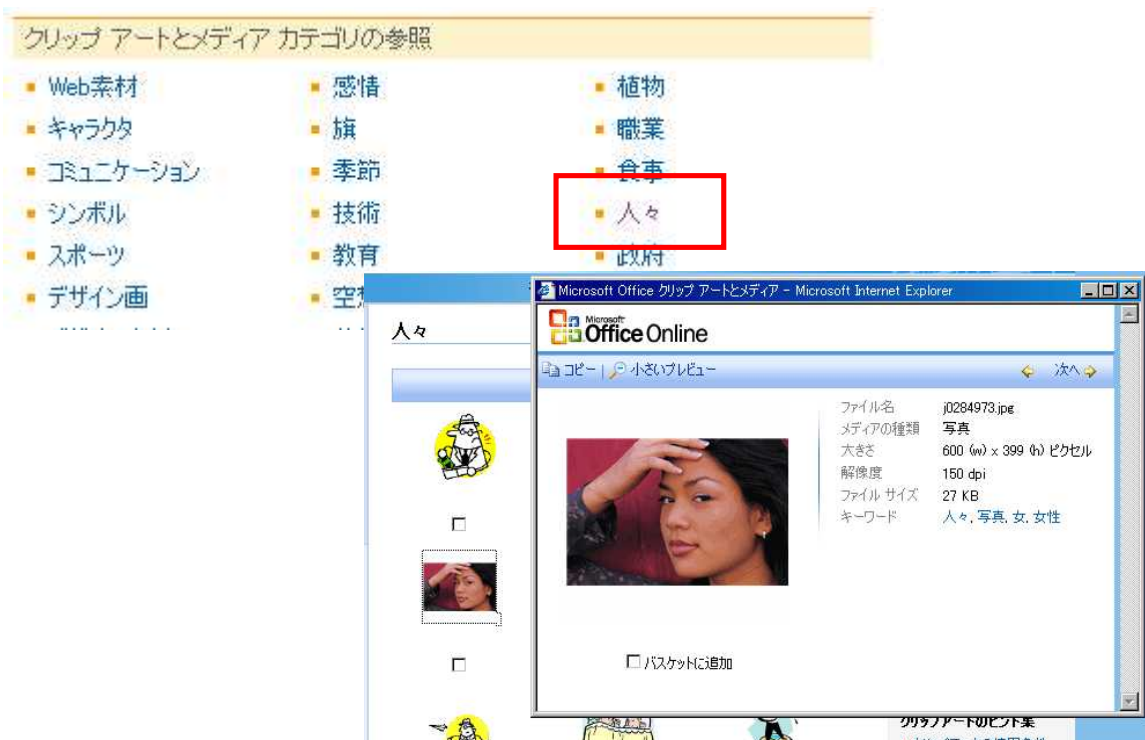 クリップ アートとメディア カテゴリの参照
Web素材
キャラクタ
コミュニケーション
シンボル
スポーツ
デザイン画
感情
旗
季節
技術
教育
植物
職業
食事
人々
政府
人々
Microsoft Office クリップ アートとメディア - Microsoft Internet Explorer
Microsoft
Office Online
コピー | 小さいプレビュー
次へ
ファイル名 j0284973.jpg
メディアの種類 写真
大きさ 600 (w) x 399 (h) ピクセル
解像度 150 dpi
ファイル サイズ 27 KB
キーワード 人々, 写真, 女, 女性
バスケットに追加
クリップアートのヒント集